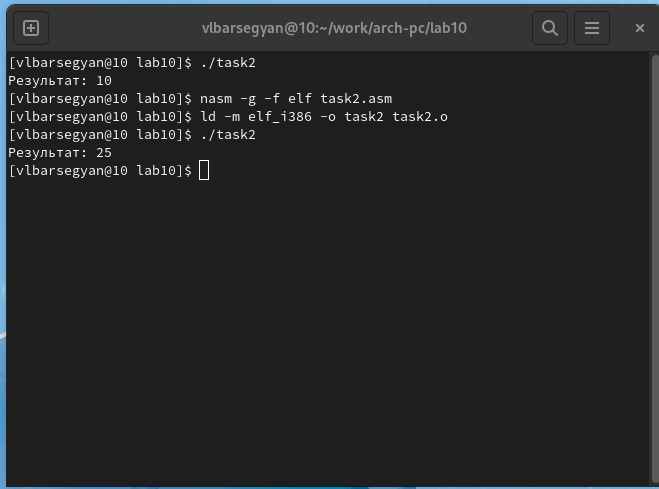 vlbarsegyan@10:~/work/arch-pc/lab10
[vlbarsegyan@10 lab10]$ ./task2
Результат: 10
[vlbarsegyan@10 lab10]$ nasm -g -f elf task2.asm
[vlbarsegyan@10 lab10]$ ld -m elf_i386 -o task2 task2.o
[vlbarsegyan@10 lab10]$ ./task2
Результат: 25
[vlbarsegyan@10 lab10]$